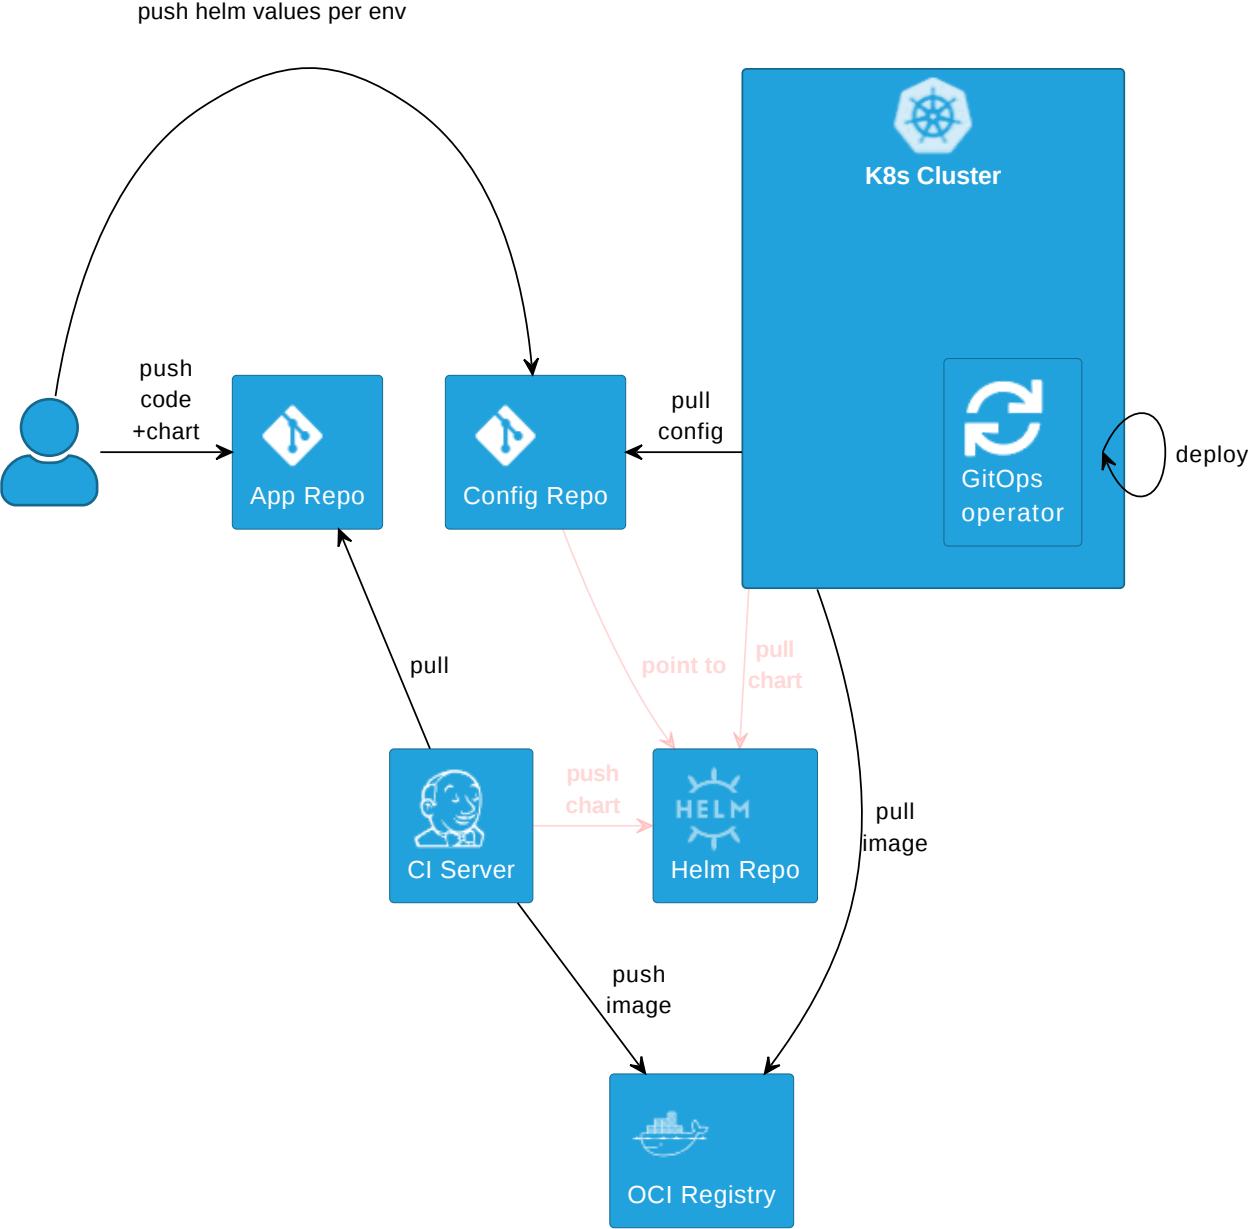 push helm values per env
K8s Cluster
push
code
+chart
pull
config
deploy
GitOps
operator
App Repo
Config Repo
point to
pull
chart
pull
push
chart
HELM
pull
image
CI Server
Helm Repo
push
image
OCI Registry